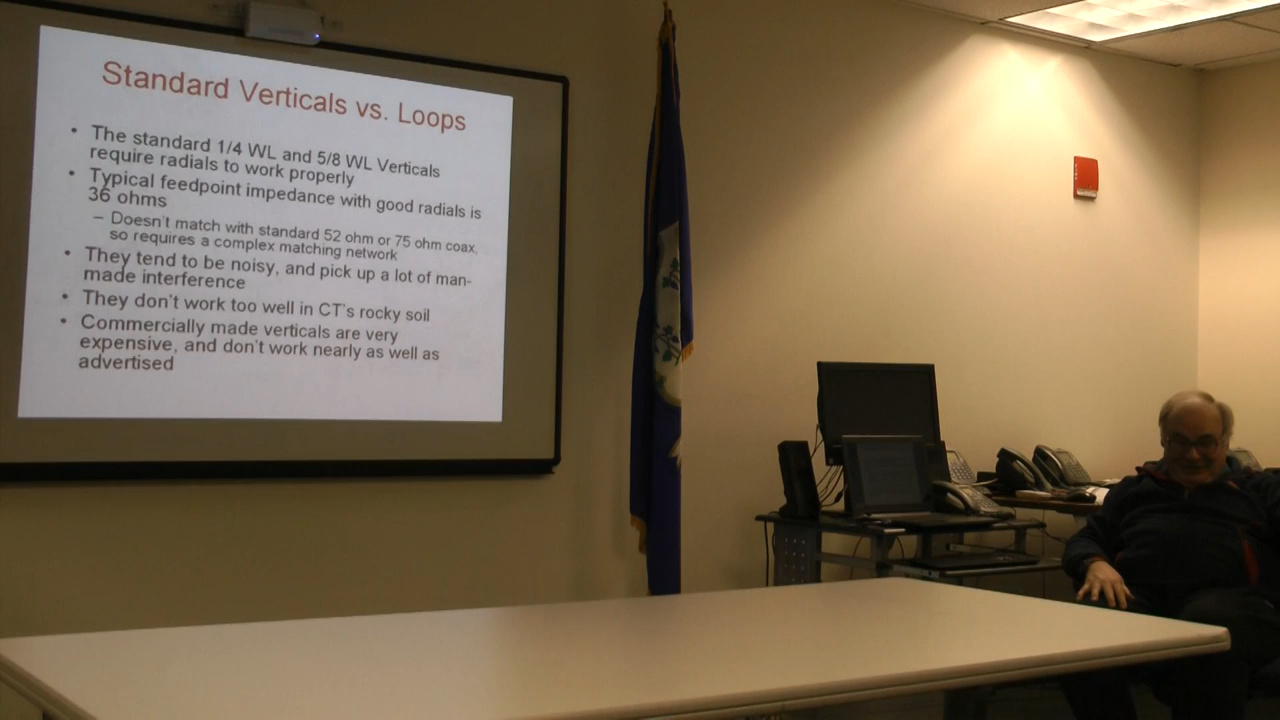 Standard Verticals vs. Loops
• The standard 1/4 WL and 5/8 WL Verticals
require radials to work properly
• Typical feedpoint impedance with good radials is
36 ohms
– Doesn't match with standard 52 ohm or 75 ohm coax,
so requires a complex matching network
• They tend to be noisy, and pick up a lot of man-
made interference
• They don't work too well in CT's rocky soil
• Commercially made verticals are very
expensive, and don't work nearly as well as
advertised